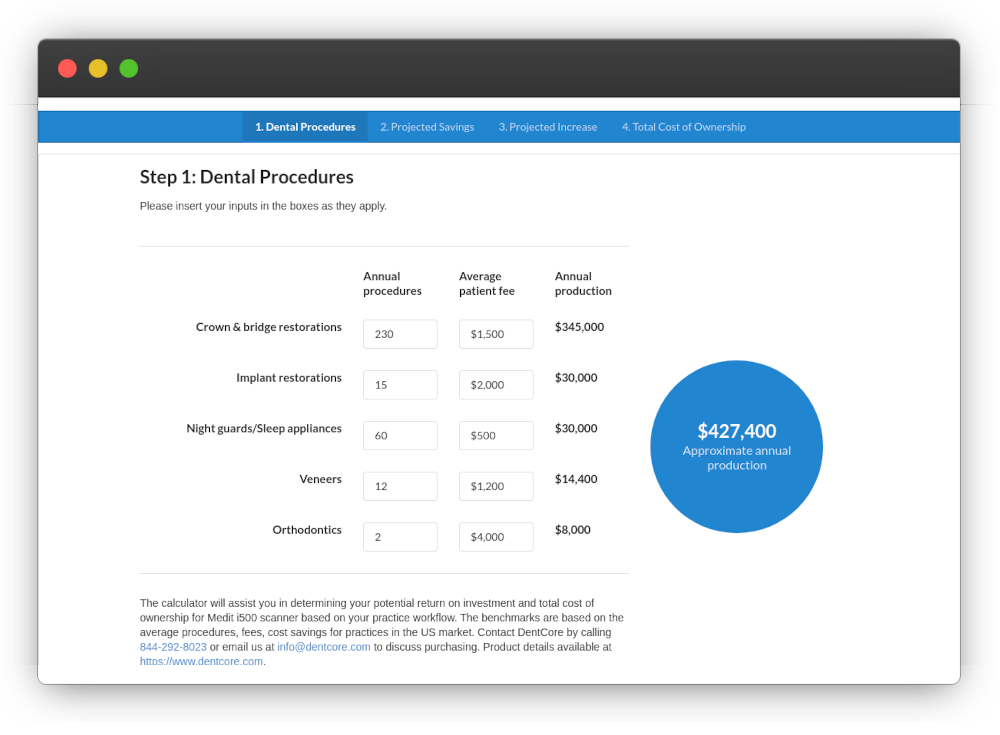 1. Dental Procedures 2. Projected Savings 3. Projected Increase 4. Total Cost of Ownership
Step 1: Dental Procedures
Please insert your inputs in the boxes as they apply.
Annual procedures Average patient fee Annual production
Crown & bridge restorations 230 $1,500 $345,000
Implant restorations 15 $2,000 $30,000
Night guards/Sleep appliances 60 $500 $30,000
Veneers 12 $1,200 $14,400
Orthodontics 2 $4,000 $8,000
$427,400
Approximate annual
production
The calculator will assist you in determining your potential return on investment and total cost of
ownership for Medit i500 scanner based on your practice workflow. The benchmarks are based on the
average procedures, fees, cost savings for practices in the US market. Contact DentCore by calling
844-292-8023 or email us at info@dentcore.com to discuss purchasing. Product details available at
https://www.dentcore.com.